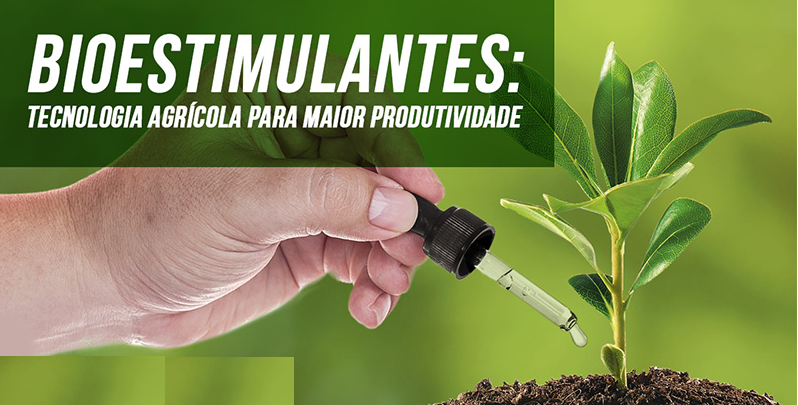 BIOESTIMULANTES:
TECNOLOGIA AGRÍCOLA PARA MAIOR PRODUTIVIDADE